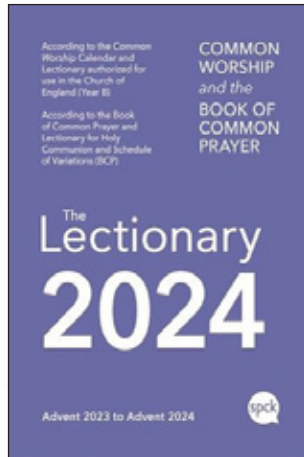 According to the Common
Worship Calendar and
Lectionary authorized for
use in the Church of
England (Year B)
According to the Book
of Common Prayer and
Lectionary for Holy
Communion and Schedule
of Variations (BCP)
COMMON
WORSHIP
and the
BOOK OF
COMMON
PRAYER
The
Lectionary
2024
Advent 2023 to Advent 2024
spck